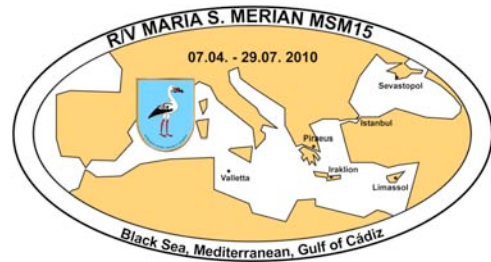 R/V MARIA S. MERIAN MSM15
07.04. - 29.07. 2010
Sevastopol
Istanbul
Piraeus
Iraklion
Valletta
Limassol
Black Sea, Mediterranean, Gulf of Cádiz